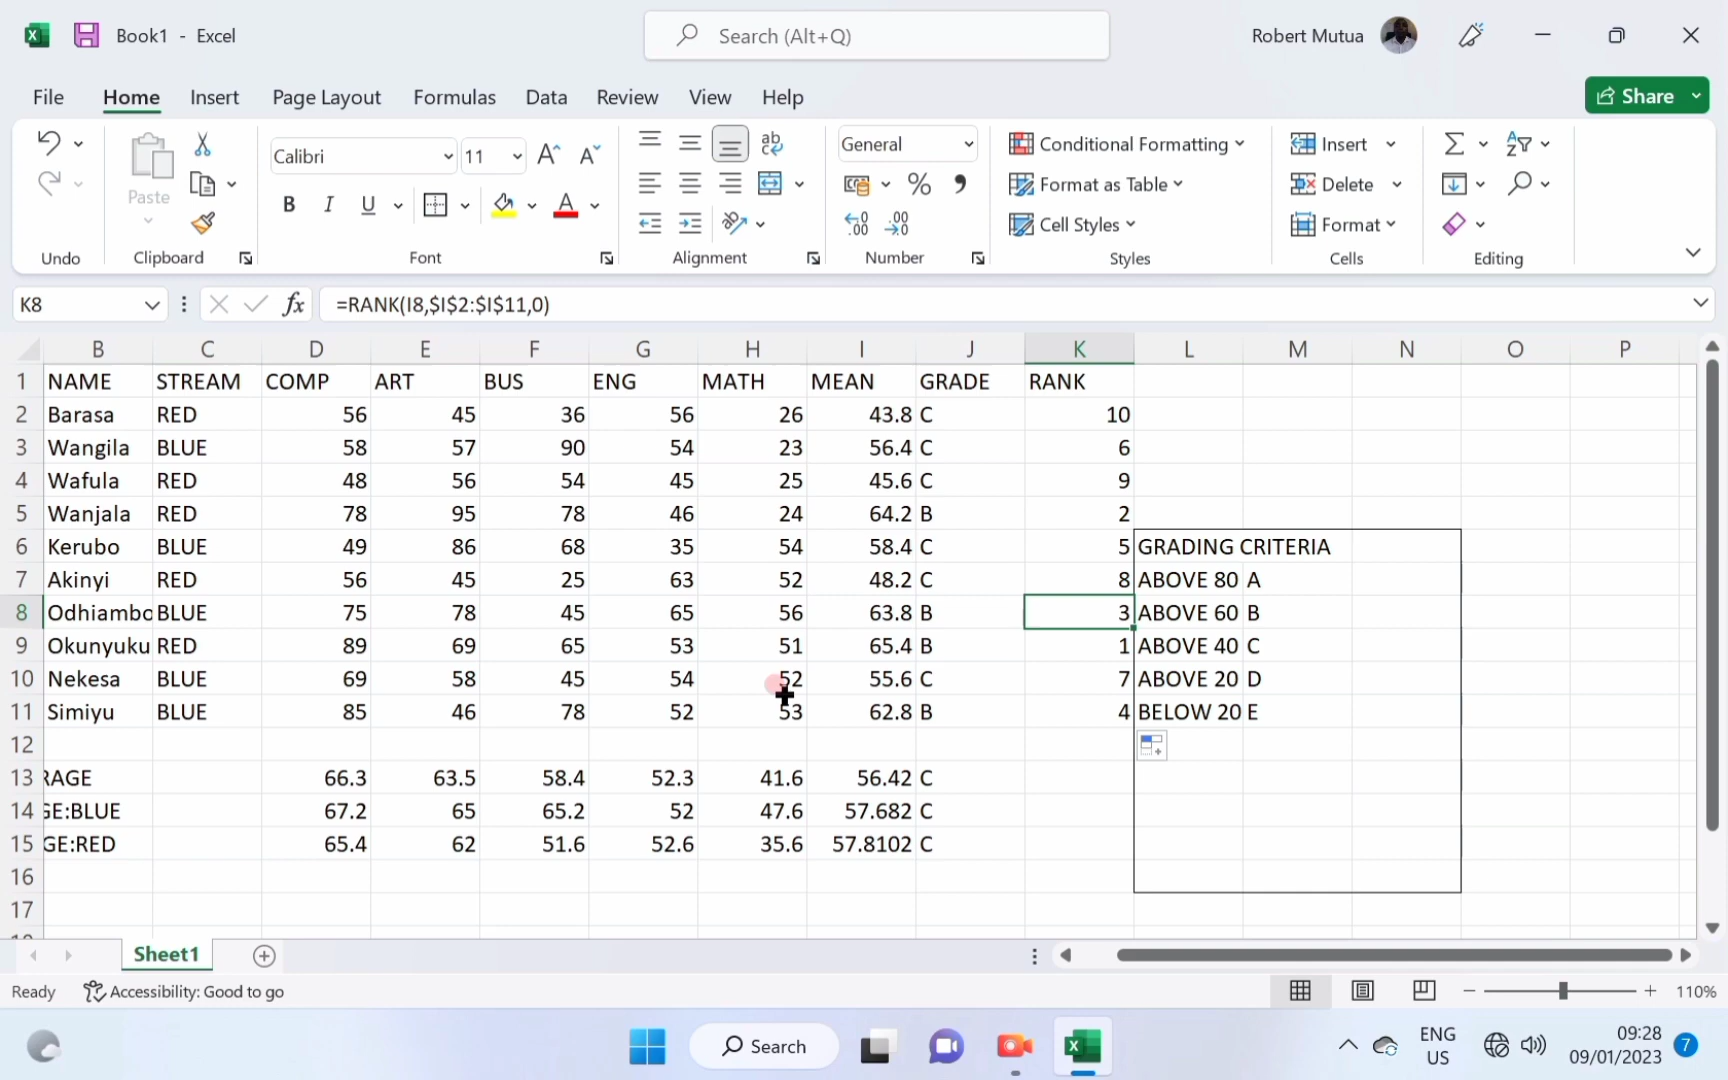 Book1 - Excel
Search (Alt+Q)
Robert Mutua
File Home Insert Page Layout Formulas Data Review View Help
Share
Paste
Calibri 11
General
Conditional Formatting
Format as Table
Cell Styles
Insert
Delete
Format
Undo Clipboard Font Alignment Number Styles Cells Editing
K8 fx =RANK(I8,$I$2:$I$11,0)
B C D E F G H I J K L M N O P
1 NAME STREAM COMP ART BUS ENG MATH MEAN GRADE RANK
2 Barasa RED 56 45 36 56 26 43.8 C 10
3 Wangila BLUE 58 57 90 54 23 56.4 C 6
4 Wafula RED 48 56 54 45 25 45.6 C 9
5 Wanjala RED 78 95 78 46 24 64.2 B 2
6 Kerubo BLUE 49 86 68 35 54 58.4 C 5 GRADING CRITERIA
7 Akinyi RED 56 45 25 63 52 48.2 C 8 ABOVE 80 A
8 Odhiambo BLUE 75 78 45 65 56 63.8 B 3 ABOVE 60 B
9 Okunyuku RED 89 69 65 53 51 65.4 B 1 ABOVE 40 C
10 Nekesa BLUE 69 58 45 54 52 55.6 C 7 ABOVE 20 D
11 Simiyu BLUE 85 46 78 52 53 62.8 B 4 BELOW 20 E
12
13 RAGE 66.3 63.5 58.4 52.3 41.6 56.42 C
14 GE:BLUE 67.2 65 65.2 52 47.6 57.682 C
15 GE:RED 65.4 62 51.6 52.6 35.6 57.8102 C
16
17
Sheet1
Ready Accessibility: Good to go 110%
Search
ENG
US
09:28
09/01/2023
7